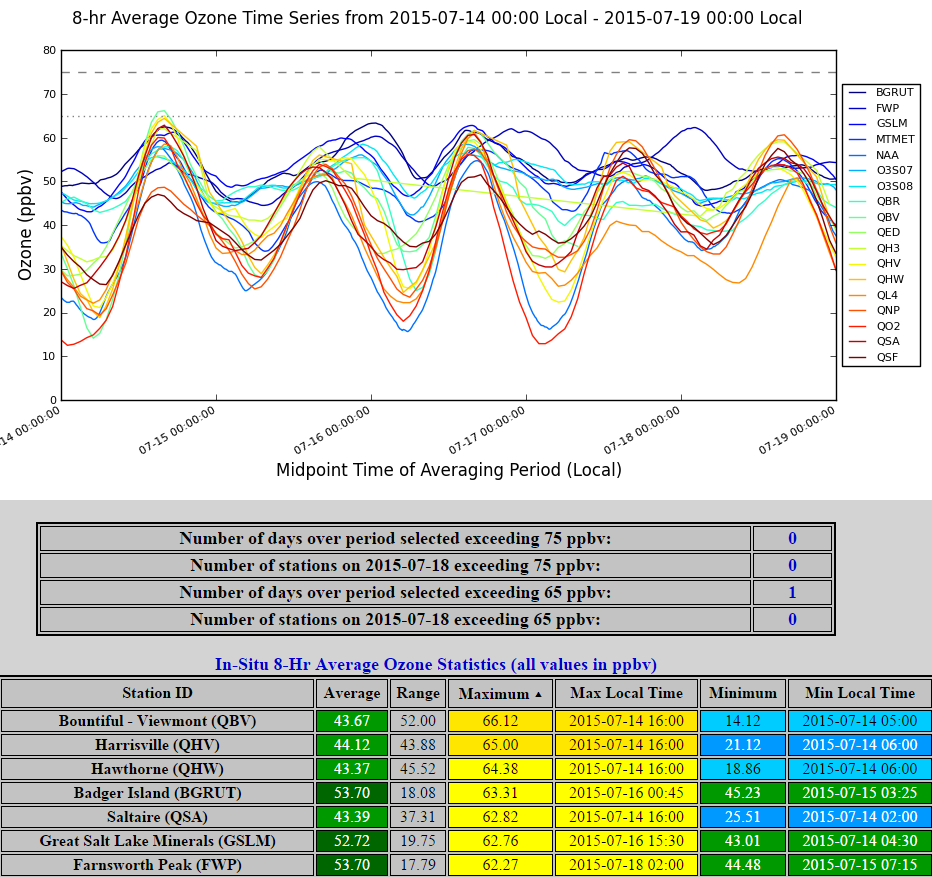 8-hr Average Ozone Time Series from 2015-07-14 00:00 Local - 2015-07-19 00:00 Local
Ozone (ppbv)
80
70
60
50
40
30
20
10
0
14 00:00:00
07-15 00:00:00
07-16 00:00:00
07-17 00:00:00
07-18 00:00:00
07-19 00:00:00
Midpoint Time of Averaging Period (Local)
BGRUT
FWP
GSLM
MTMET
NAA
O3S07
O3S08
QBR
QBV
QED
QH3
QHV
QHW
QL4
QNP
QO2
QSA
QSF
Number of days over period selected exceeding 75 ppbv: 0
Number of stations on 2015-07-18 exceeding 75 ppbv: 0
Number of days over period selected exceeding 65 ppbv: 1
Number of stations on 2015-07-18 exceeding 65 ppbv: 0
In-Situ 8-Hr Average Ozone Statistics (all values in ppbv)
Station ID Average Range Maximum ▲ Max Local Time Minimum Min Local Time
Bountiful - Viewmont (QBV) 43.67 52.00 66.12 2015-07-14 16:00 14.12 2015-07-14 05:00
Harrisville (QHV) 44.12 43.88 65.00 2015-07-14 16:00 21.12 2015-07-14 06:00
Hawthorne (QHW) 43.37 45.52 64.38 2015-07-14 16:00 18.86 2015-07-14 06:00
Badger Island (BGRUT) 53.70 18.08 63.31 2015-07-16 00:45 45.23 2015-07-15 03:25
Saltaire (QSA) 43.39 37.31 62.82 2015-07-14 16:00 25.51 2015-07-14 02:00
Great Salt Lake Minerals (GSLM) 52.72 19.75 62.76 2015-07-16 15:30 43.01 2015-07-14 04:30
Farnsworth Peak (FWP) 53.70 17.79 62.27 2015-07-18 02:00 44.48 2015-07-15 07:15